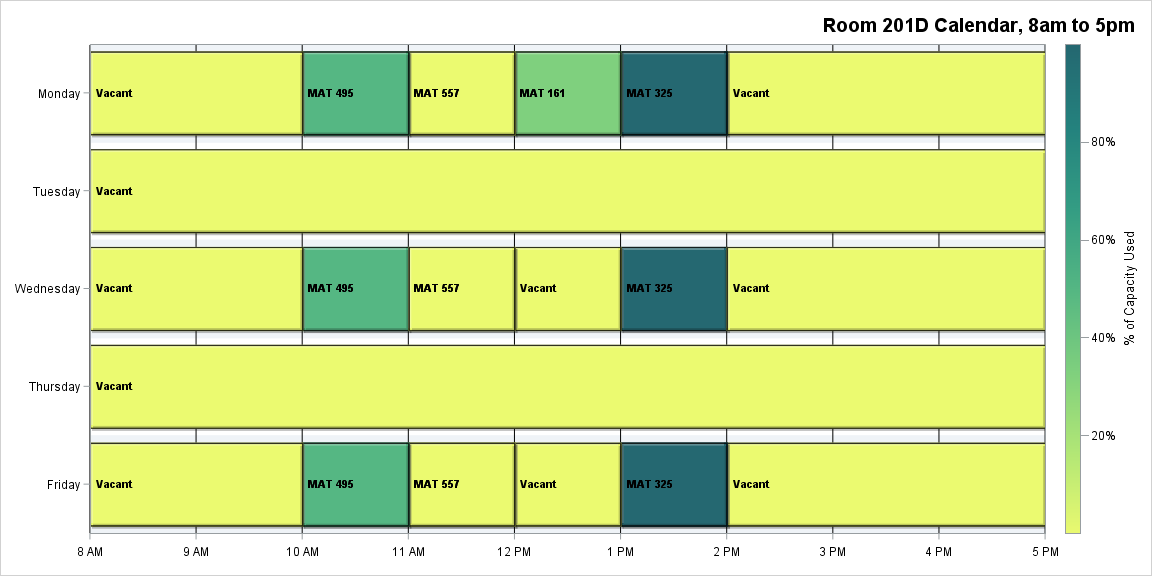 Room 201D Calendar, 8am to 5pm
Monday
Vacant
MAT 495
MAT 557
MAT 161
MAT 325
Vacant
Tuesday
Vacant
Wednesday
Vacant
MAT 495
MAT 557
Vacant
MAT 325
Vacant
Thursday
Vacant
Friday
Vacant
MAT 495
MAT 557
Vacant
MAT 325
Vacant
8 AM
9 AM
10 AM
11 AM
12 PM
1 PM
2 PM
3 PM
4 PM
5 PM
80%
60%
40%
20%
% of Capacity Used